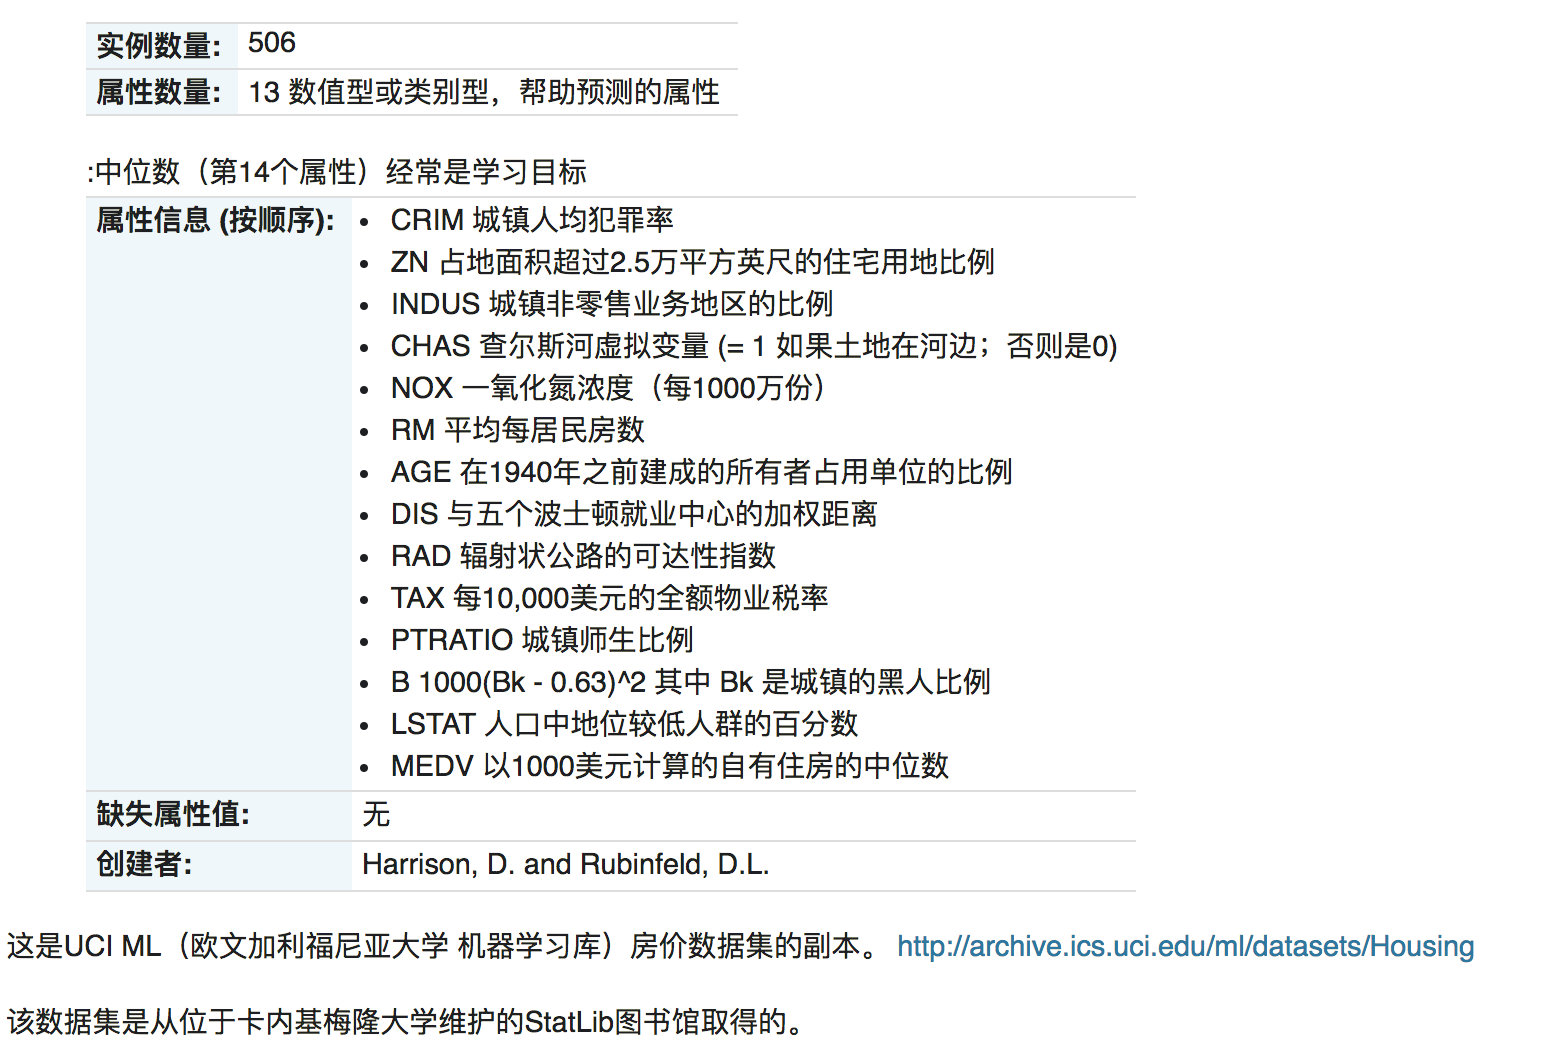 实例数量: 506
属性数量: 13 数值型或类别型，帮助预测的属性
:中位数（第14个属性）经常是学习目标
属性信息 (按顺序): • CRIM 城镇人均犯罪率
• ZN 占地面积超过2.5万平方英尺的住宅用地比例
• INDUS 城镇非零售业务地区的比例
• CHAS 查尔斯河虚拟变量 (= 1 如果土地在河边；否则是0)
• NOX 一氧化氮浓度（每1000万份）
• RM 平均每居民房数
• AGE 在1940年之前建成的所有者占用单位的比例
• DIS 与五个波士顿就业中心的加权距离
• RAD 辐射状公路的可达性指数
• TAX 每10,000美元的全额物业税率
• PTRATIO 城镇师生比例
• B 1000(Bk - 0.63)^2 其中 Bk 是城镇的黑人比例
• LSTAT 人口中地位较低人群的百分数
• MEDV 以1000美元计算的自有住房的中位数
缺失属性值: 无
创建者: Harrison, D. and Rubinfeld, D.L.
这是UCI ML（欧文加利福尼亚大学 机器学习库）房价数据集的副本。 http://archive.ics.uci.edu/ml/datasets/Housing
该数据集是从位于卡内基梅隆大学维护的StatLib图书馆取得的。